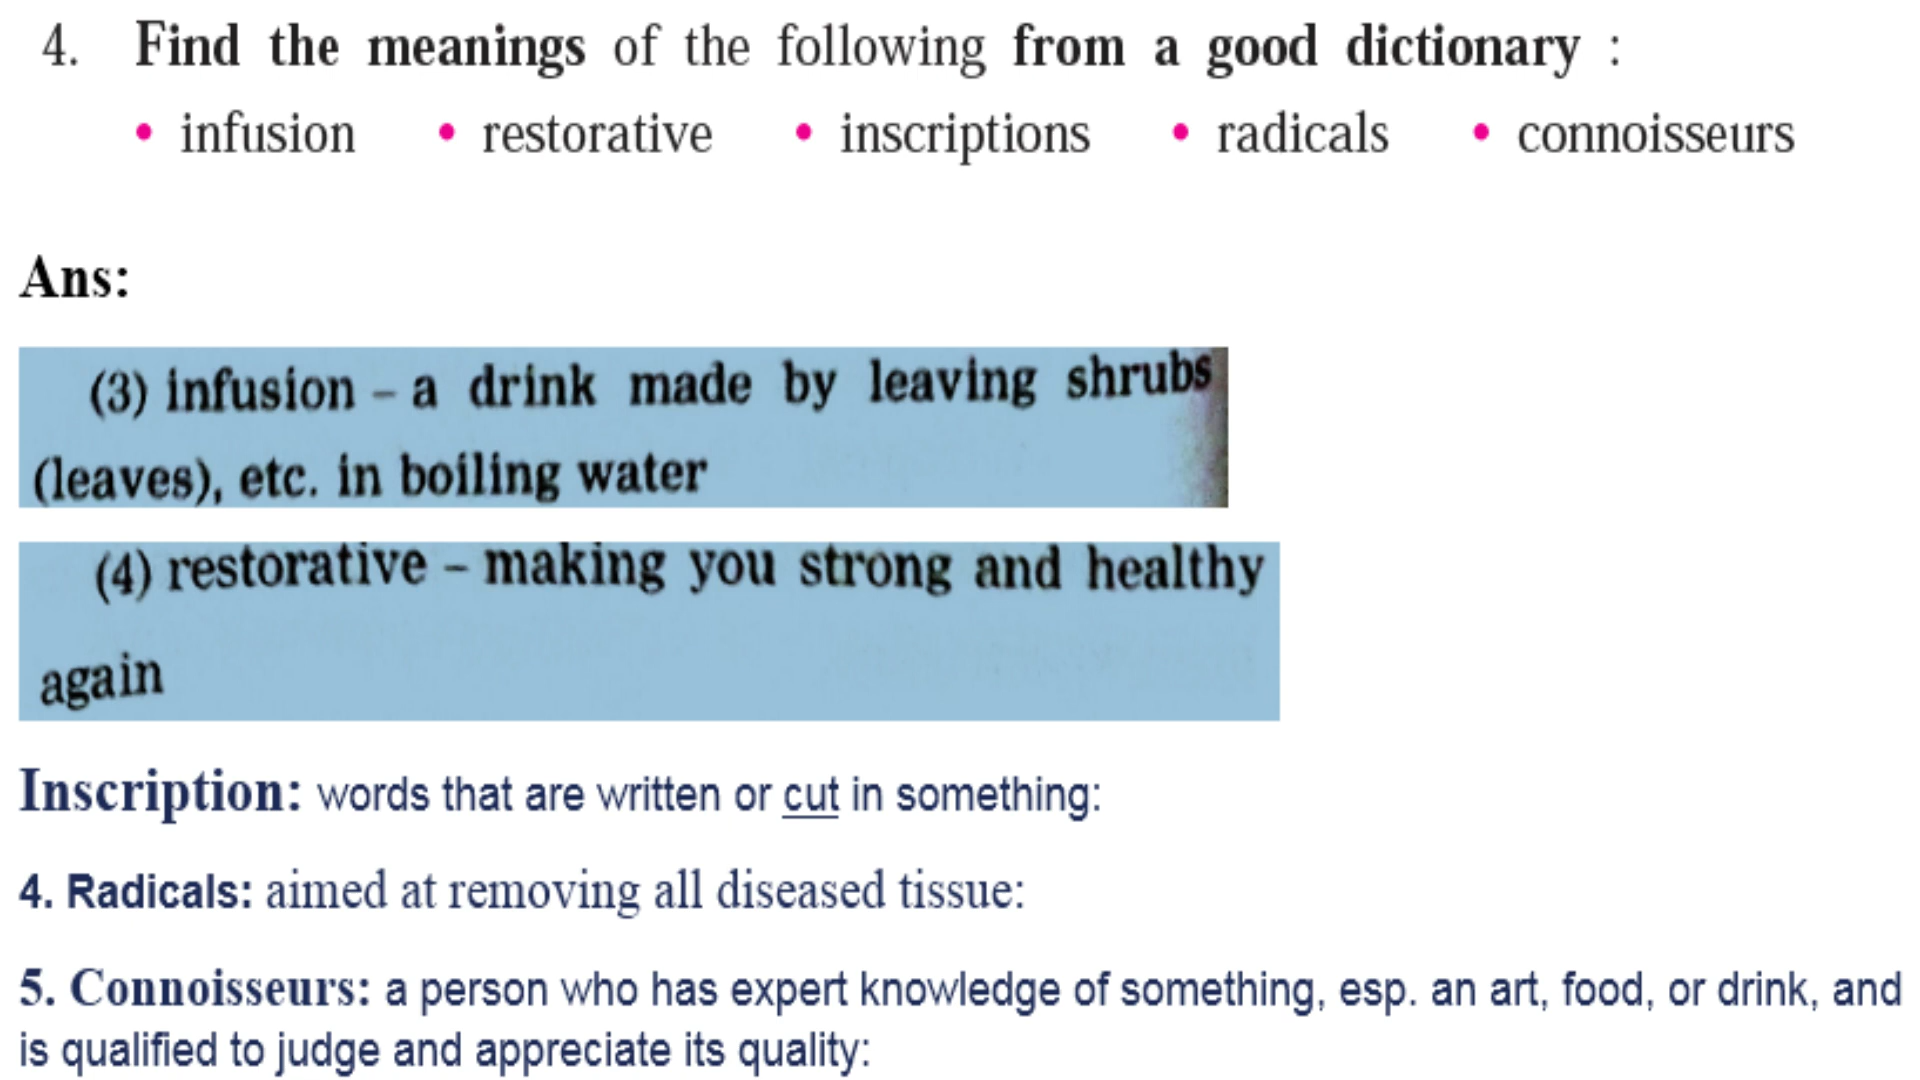 4. Find the meanings of the following from a good dictionary :
• infusion • restorative • inscriptions • radicals • connoisseurs
Ans:
(3) infusion – a drink made by leaving shrubs
(leaves), etc. in boiling water
(4) restorative – making you strong and healthy
again
Inscription: words that are written or cut in something:
4. Radicals: aimed at removing all diseased tissue:
5. Connoisseurs: a person who has expert knowledge of something, esp. an art, food, or drink, and
is qualified to judge and appreciate its quality: